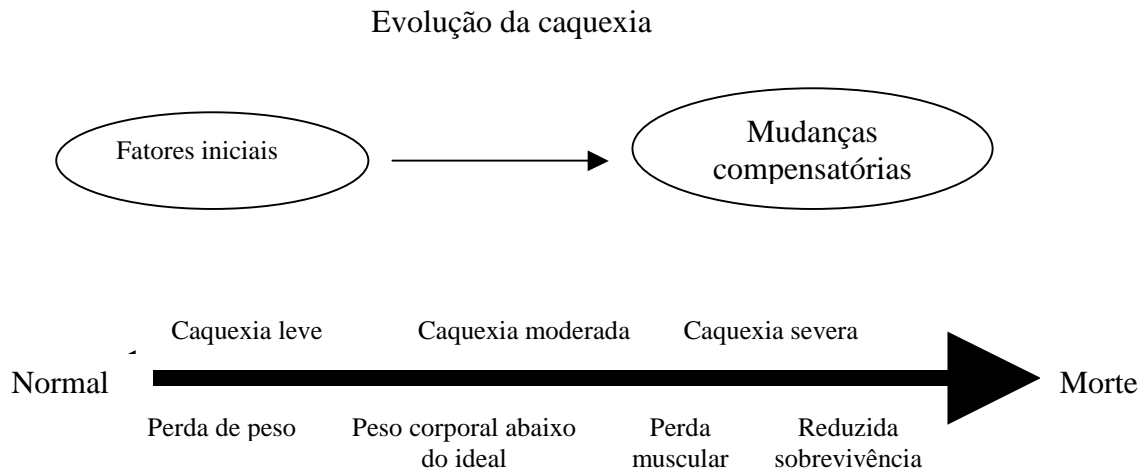 Evolução da caquexia
Fatores iniciais
Mudanças
compensatórias
Caquexia leve
Caquexia moderada
Caquexia severa
Normal
Morte
Perda de peso
Peso corporal abaixo
do ideal
Perda
muscular
Reduzida
sobrevivência